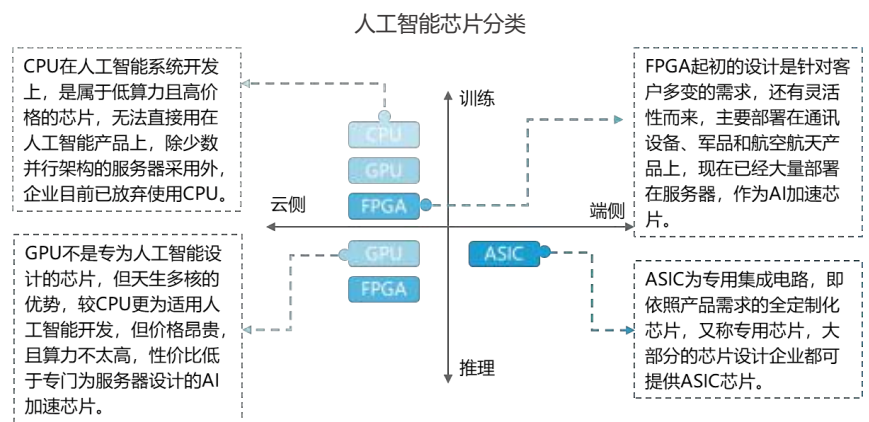 人工智能芯片分类
CPU在人工智能系统开发
上，是属于低算力且高价
格的芯片，无法直接用在
人工智能产品上，除少数
并行架构的服务器采用外，
企业目前已放弃使用CPU。
训练
CPU
GPU
FPGA
云侧
端侧
FPGA起初的设计是针对客
户多变的需求，还有灵活
性而来，主要部署在通讯
设备、军品和航空航天产
品上，现在已经大量部署
在服务器，作为AI加速芯
片。
GPU不是专为人工智能设
计的芯片，但天生多核的
优势，较CPU更为适用人
工智能开发，但价格昂贵，
且算力不太高，性价比低
于专门为服务器设计的AI
加速芯片。
GPU
FPGA
ASIC
推理
ASIC为专用集成电路，即
依照产品需求的全定制化
芯片，又称专用芯片，大
部分的芯片设计企业都可
提供ASIC芯片。